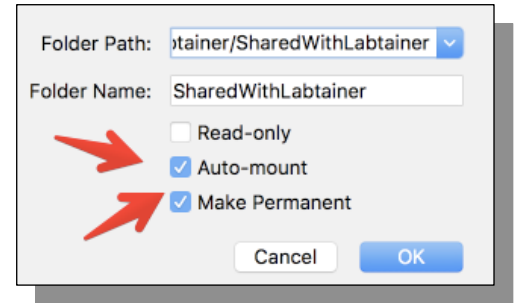 Folder Path: tainer/SharedWithLabtainer
Folder Name: SharedWithLabtainer
Read-only
Auto-mount
Make Permanent
Cancel OK